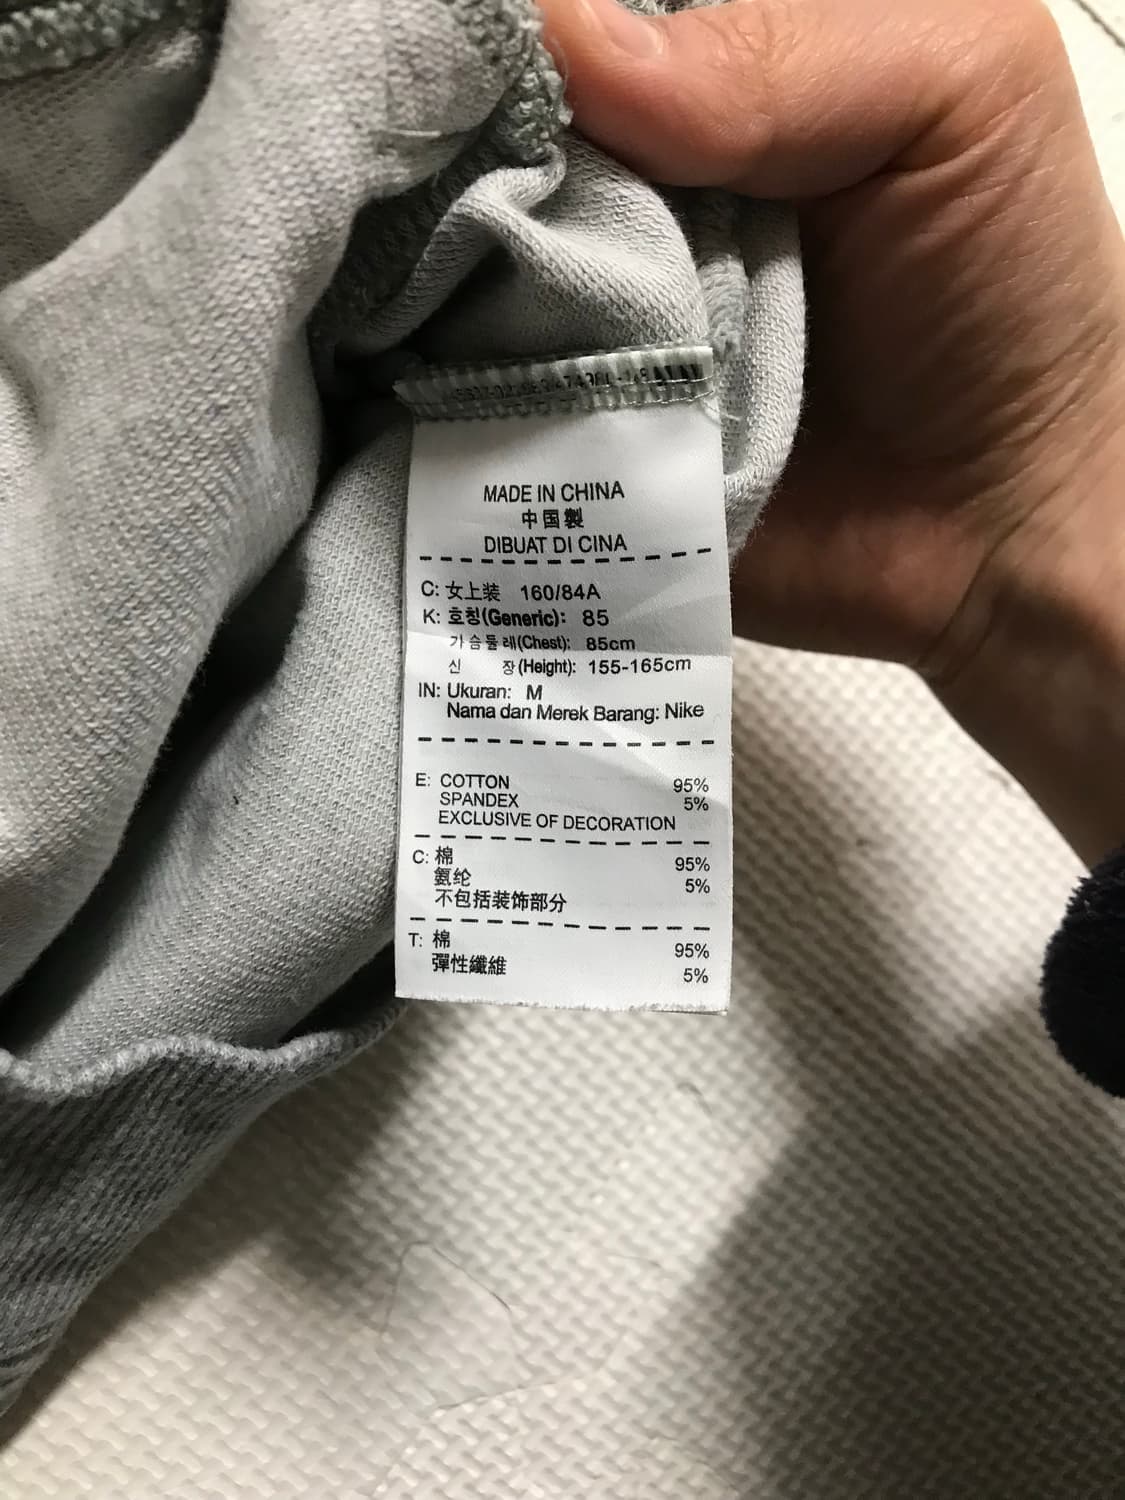 MADE IN CHINA
中国製
DIBUAT DI CINA
C: 女上装 160/84A
K: 호칭(Generic): 85
가슴둘레(Chest): 85cm
신 장(Height): 155-165cm
IN: Ukuran: M
Nama dan Merek Barang: Nike
E: COTTON 95%
SPANDEX 5%
EXCLUSIVE OF DECORATION
C: 棉 95%
氨纶 5%
不包括装饰部分
T: 棉 95%
彈性纖維 5%